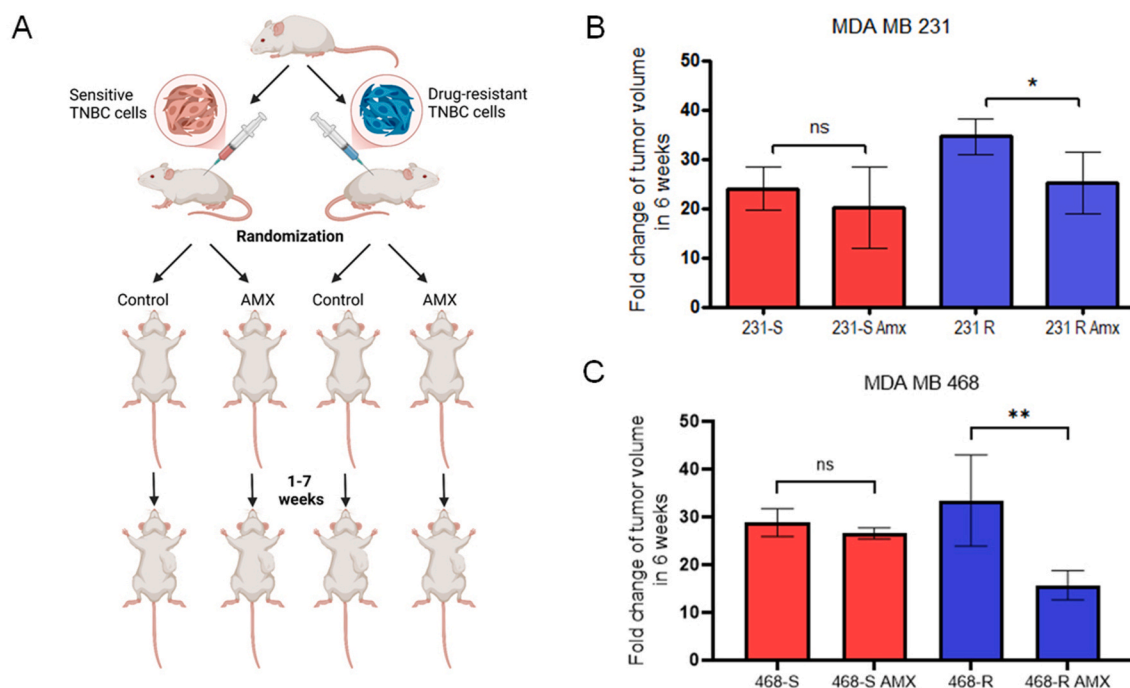 A
Sensitive
TNBC cells
Drug-resistant
TNBC cells
Randomization
Control
AMX
Control
AMX
1-7
weeks
B
MDA MB 231
Fold change of tumor volume
in 6 weeks
50
40
30
20
10
0
ns
*
231-S
231-S Amx
231 R
231 R Amx
C
MDA MB 468
Fold change of tumor volume
in 6 weeks
50
40
30
20
10
0
ns
**
468-S
468-S AMX
468-R
468-R AMX